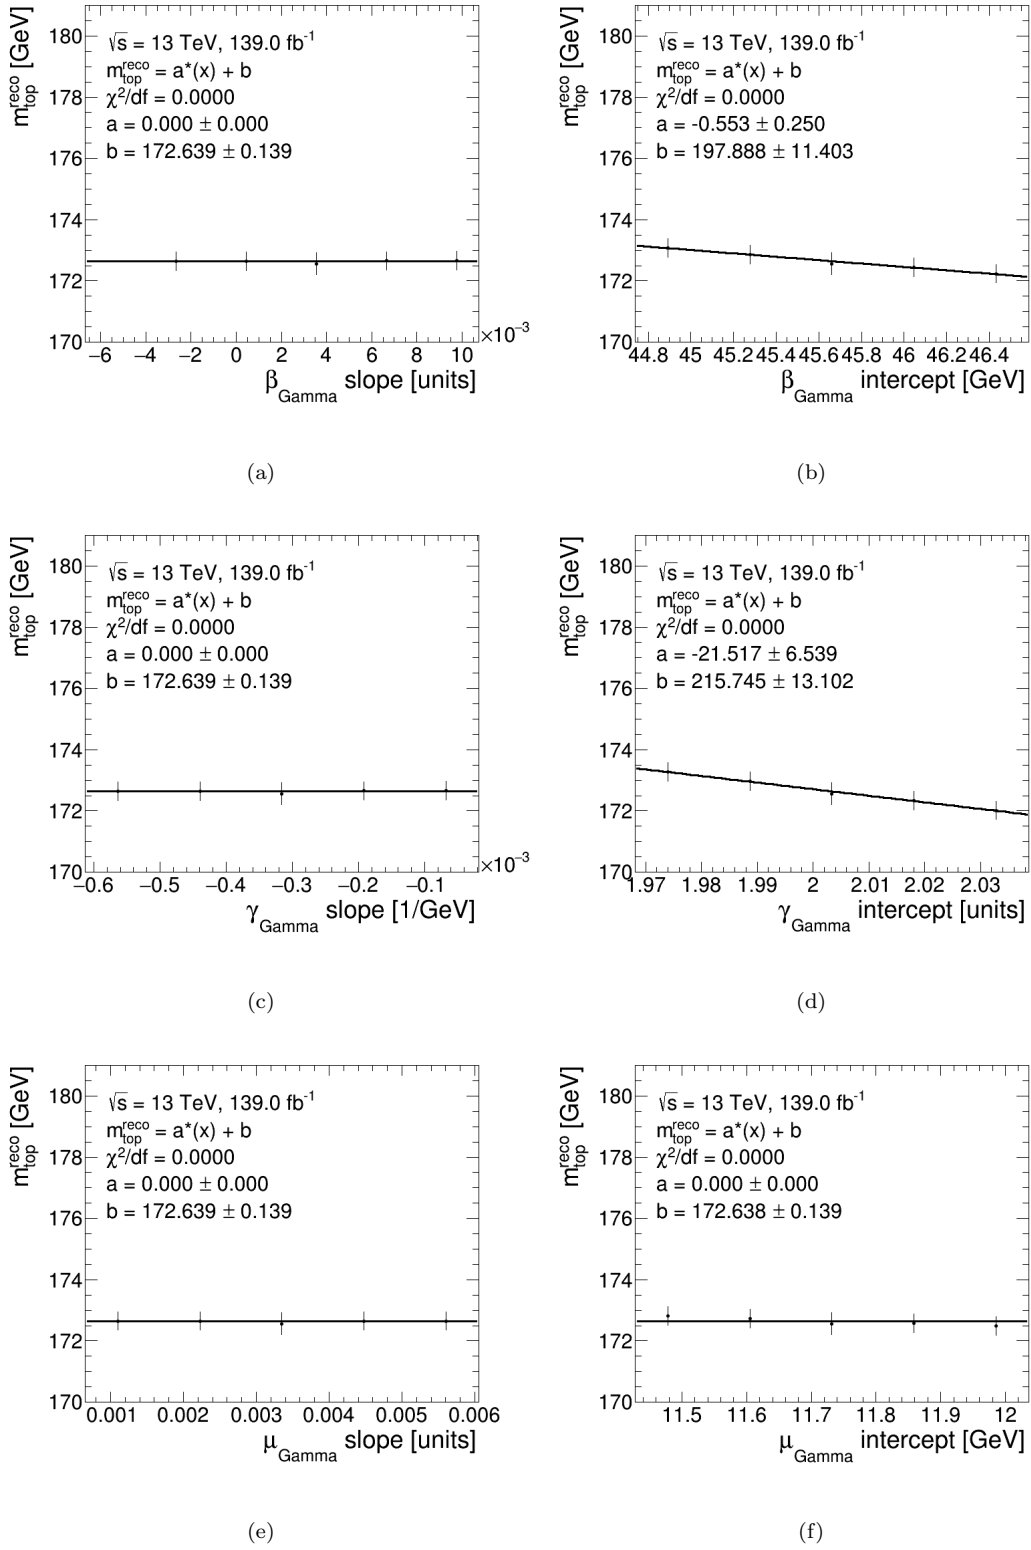 m_top^reco [GeV]
√s = 13 TeV, 139.0 fb⁻¹
m_top^reco = a*(x) + b
χ²/df = 0.0000
a = 0.000 ± 0.000
b = 172.639 ± 0.139
180
178
176
174
172
170
−6 −4 −2 0 2 4 6 8 10
×10⁻³
β_Gamma slope [units]
(a)
m_top^reco [GeV]
√s = 13 TeV, 139.0 fb⁻¹
m_top^reco = a*(x) + b
χ²/df = 0.0000
a = -0.553 ± 0.250
b = 197.888 ± 11.403
180
178
176
174
172
170
44.8 45 45.2 45.4 45.6 45.8 46 46.2 46.4
β_Gamma intercept [GeV]
(b)
m_top^reco [GeV]
√s = 13 TeV, 139.0 fb⁻¹
m_top^reco = a*(x) + b
χ²/df = 0.0000
a = 0.000 ± 0.000
b = 172.639 ± 0.139
180
178
176
174
172
170
−0.6 −0.5 −0.4 −0.3 −0.2 −0.1
×10⁻³
γ_Gamma slope [1/GeV]
(c)
m_top^reco [GeV]
√s = 13 TeV, 139.0 fb⁻¹
m_top^reco = a*(x) + b
χ²/df = 0.0000
a = -21.517 ± 6.539
b = 215.745 ± 13.102
180
178
176
174
172
170
1.97 1.98 1.99 2 2.01 2.02 2.03
γ_Gamma intercept [units]
(d)
m_top^reco [GeV]
√s = 13 TeV, 139.0 fb⁻¹
m_top^reco = a*(x) + b
χ²/df = 0.0000
a = 0.000 ± 0.000
b = 172.639 ± 0.139
180
178
176
174
172
170
0.001 0.002 0.003 0.004 0.005 0.006
μ_Gamma slope [units]
(e)
m_top^reco [GeV]
√s = 13 TeV, 139.0 fb⁻¹
m_top^reco = a*(x) + b
χ²/df = 0.0000
a = 0.000 ± 0.000
b = 172.638 ± 0.139
180
178
176
174
172
170
11.5 11.6 11.7 11.8 11.9 12
μ_Gamma intercept [GeV]
(f)